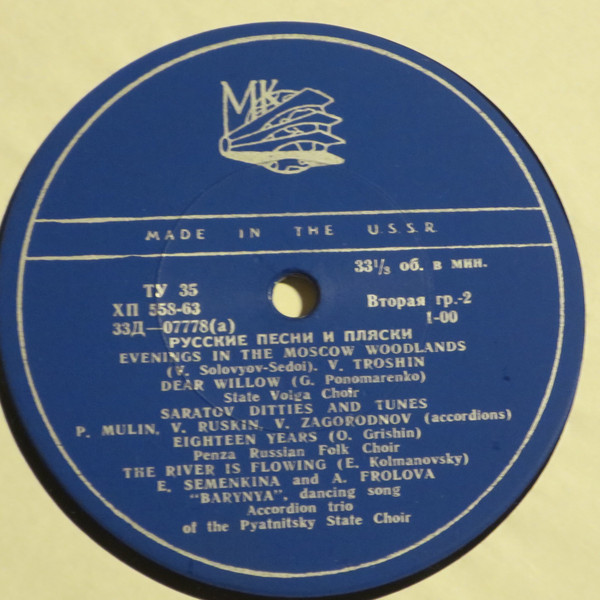 МК
MADE IN THE U.S.S.R
33⅓ об. в мин.
ТУ 35
ХП 558-63
Вторая гр.-2
33Д—07778(а)
1-00
РУССКИЕ ПЕСНИ И ПЛЯСКИ
EVENINGS IN THE MOSCOW WOODLANDS
(V. Solovyov-Sedoi). V. TROSHIN
DEAR WILLOW (G. Ponomarenko)
State Volga Choir
SARATOV DITTIES AND TUNES
P. MULIN, V. RUSKIN, V. ZAGORODNOV (accordions)
EIGHTEEN YEARS (O. Grishin)
Penza Russian Folk Choir
THE RIVER IS FLOWING (E. Kolmanovsky)
E. SEMENKINA and A. FROLOVA
"BARYNYA", dancing song
Accordion trio
of the Pyatnitsky State Choir